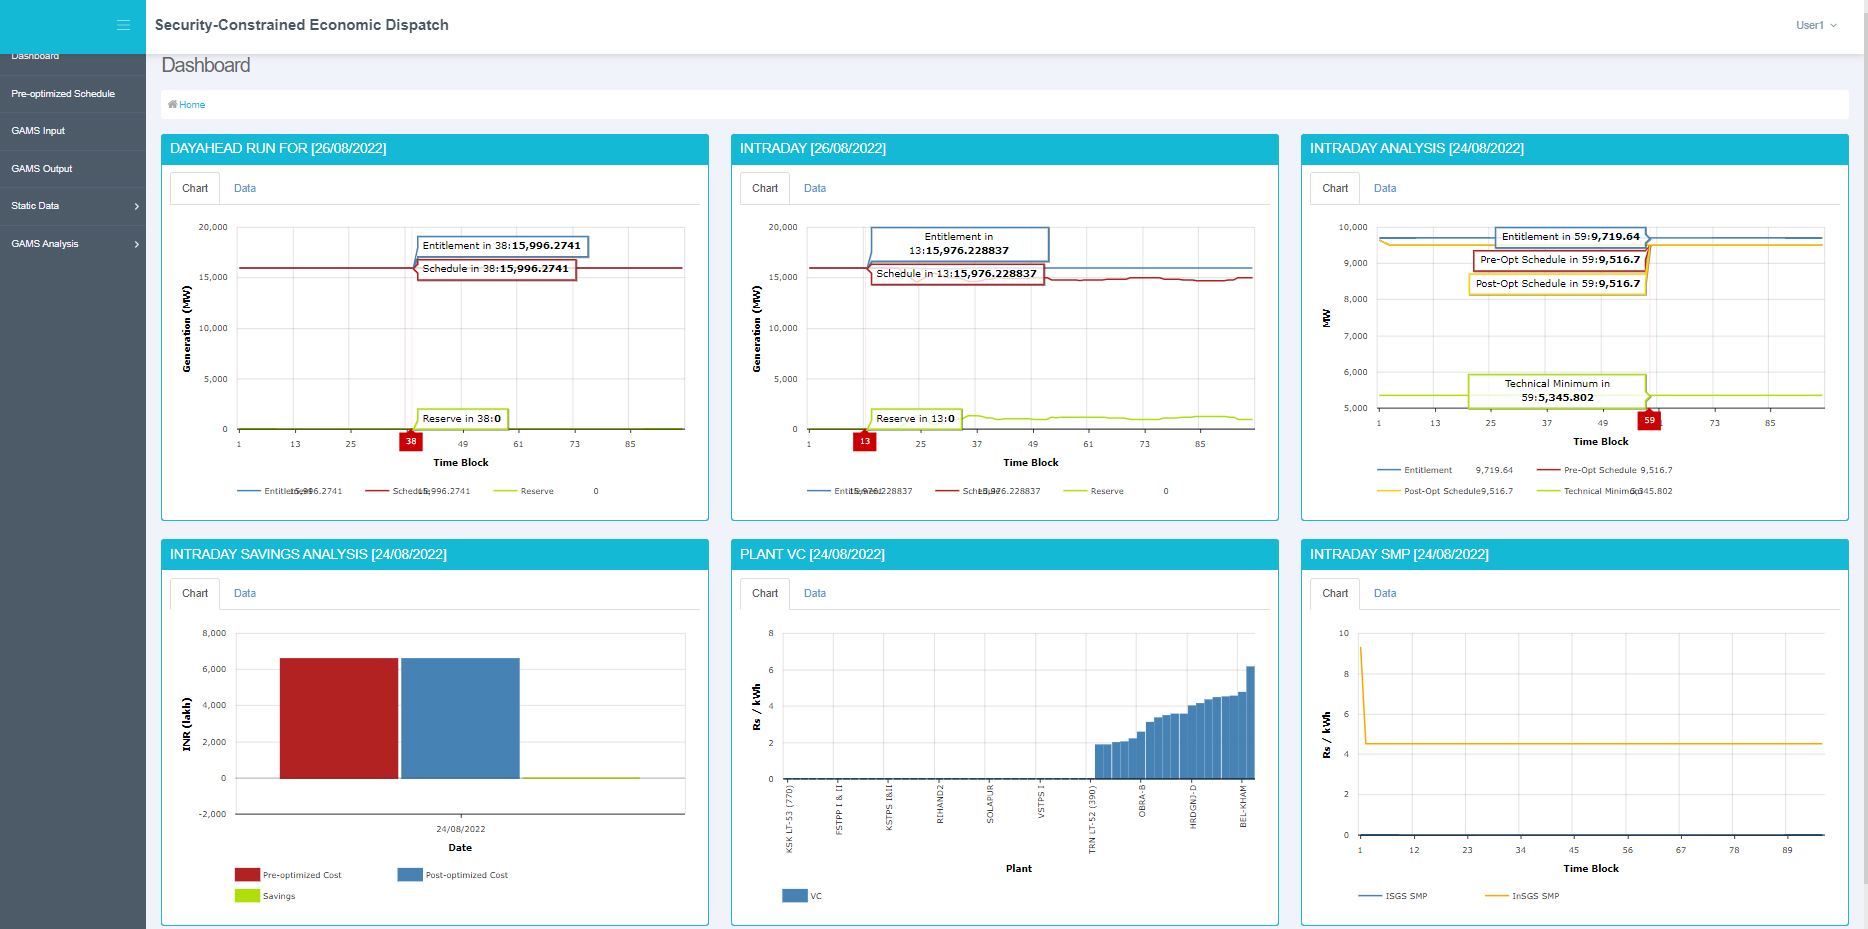 Security-Constrained Economic Dispatch
User1
Dashboard
Pre-optimized Schedule
GAMS Input
GAMS Output
Static Data
GAMS Analysis
Dashboard
Home
DAYAHEAD RUN FOR [26/08/2022]
Chart
Data
20,000
15,000
10,000
5,000
0
Generation (MW)
Entitlement in 38:15,996.2741
Schedule in 38:15,996.2741
Reserve in 38:0
1
13
25
38
49
61
73
85
Time Block
Entitlement 15,996.2741
Schedule 15,996.2741
Reserve 0
INTRADAY [26/08/2022]
Chart
Data
20,000
15,000
10,000
5,000
0
Generation (MW)
Entitlement in
13:15,976.228837
Schedule in 13:15,976.228837
Reserve in 13:0
1
13
25
37
49
61
73
85
Time Block
Entitlement 15,976.228837
Schedule 15,976.228837
Reserve 0
INTRADAY ANALYSIS [24/08/2022]
Chart
Data
10,000
9,000
8,000
7,000
6,000
5,000
MW
Entitlement in 59:9,719.64
Pre-Opt Schedule in 59:9,516.7
Post-Opt Schedule in 59:9,516.7
Technical Minimum in
59:5,345.802
1
13
25
37
49
59
73
85
Time Block
Entitlement 9,719.64
Pre-Opt Schedule 9,516.7
Post-Opt Schedule 9,516.7
Technical Minimum 5,345.802
INTRADAY SAVINGS ANALYSIS [24/08/2022]
Chart
Data
8,000
6,000
4,000
2,000
0
-2,000
INR (lakh)
24/08/2022
Date
Pre-optimized Cost
Post-optimized Cost
Savings
PLANT VC [24/08/2022]
Chart
Data
8
6
4
2
0
Rs / kWh
KSK LT-53 (770)
FSTPP I & II
KSTPS I&II
RIHAND2
SOLAPUR
VSTPS I
TRN LT-52 (390)
OBRA-B
HRDGNJ-D
BEL-KHAM
Plant
VC
INTRADAY SMP [24/08/2022]
Chart
Data
10
8
6
4
2
0
Rs / kWh
1
12
23
34
45
56
67
78
89
Time Block
ISGS SMP
InSGS SMP